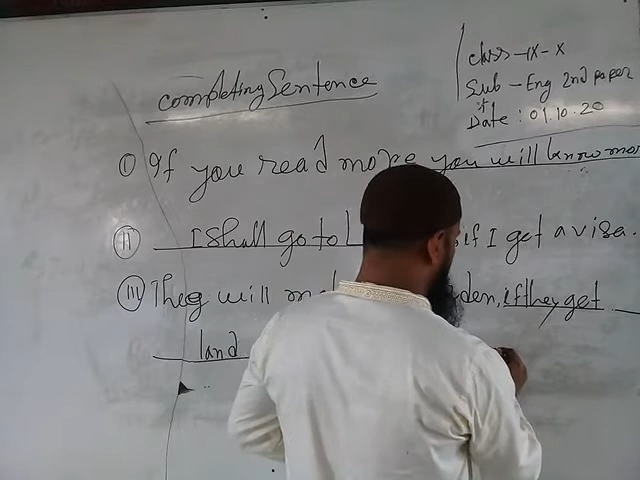 Completing Sentence
Class - IX - X
Sub - Eng 2nd paper
Date : 01.10.20
(i) If you read more you will know mor
(ii) I shall go to if I get a visa.
(iii) They will den, if they get
land